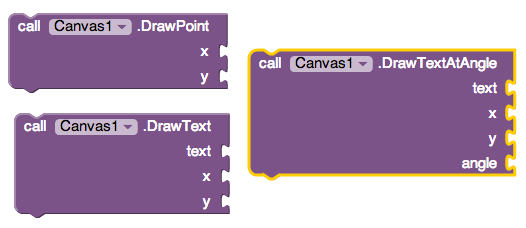 call Canvas1 .DrawPoint
x
y
call Canvas1 .DrawText
text
x
y
call Canvas1 .DrawTextAtAngle
text
x
y
angle